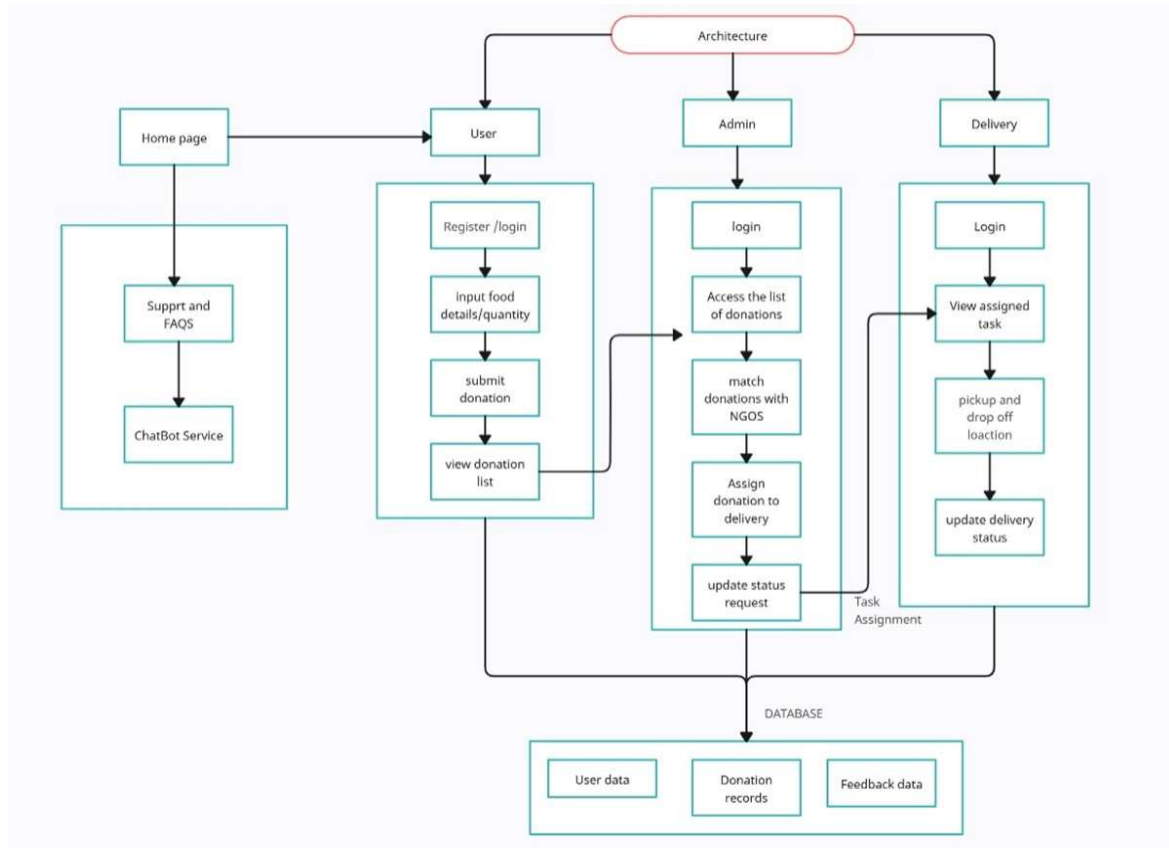 Architecture
Home page
User
Admin
Delivery
Supprt and
FAQS
ChatBot Service
Register /login
input food
details/quantity
submit
donation
view donation
list
login
Access the list
of donations
match
donations with
NGOS
Assign
donation to
delivery
update status
request
Login
View assigned
task
pickup and
drop off
loaction
update delivery
status
Task
Assignment
DATABASE
User data
Donation
records
Feedback data